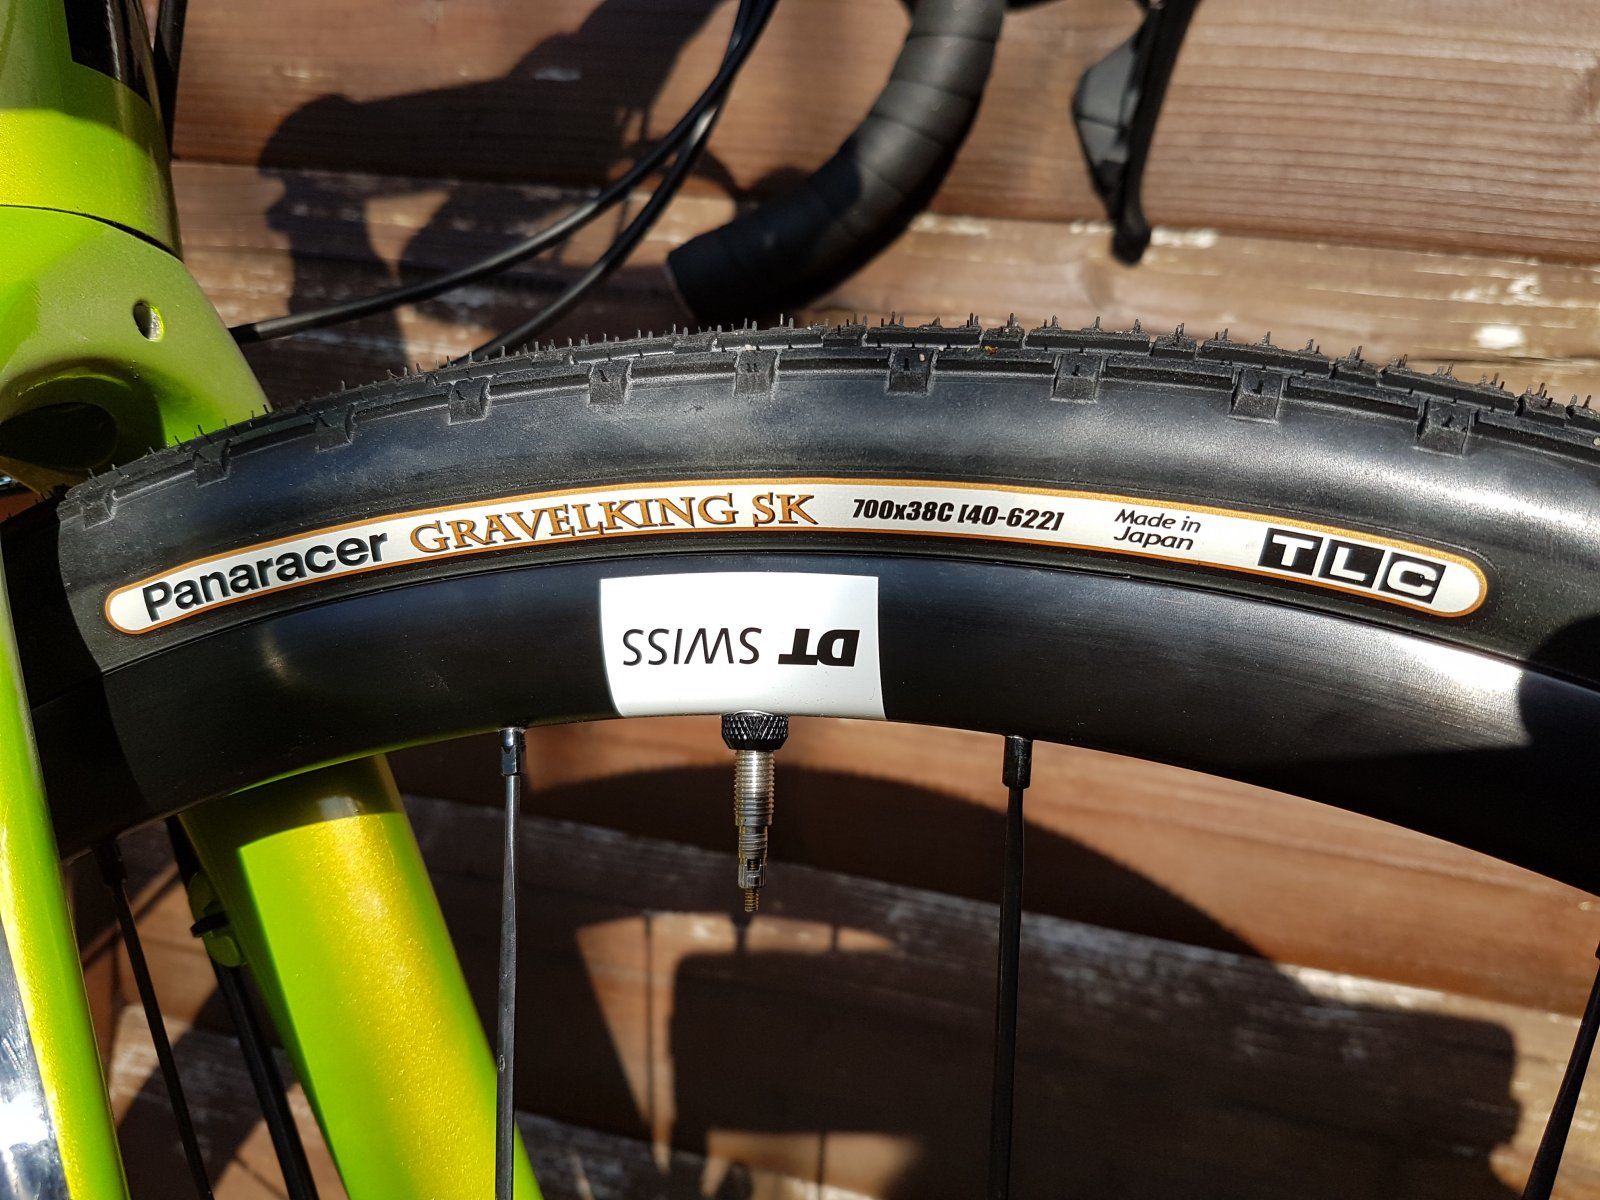 Panaracer GRAVELKING SK 700x38C [40-622] Made in
Japan TLC
DT SWISS